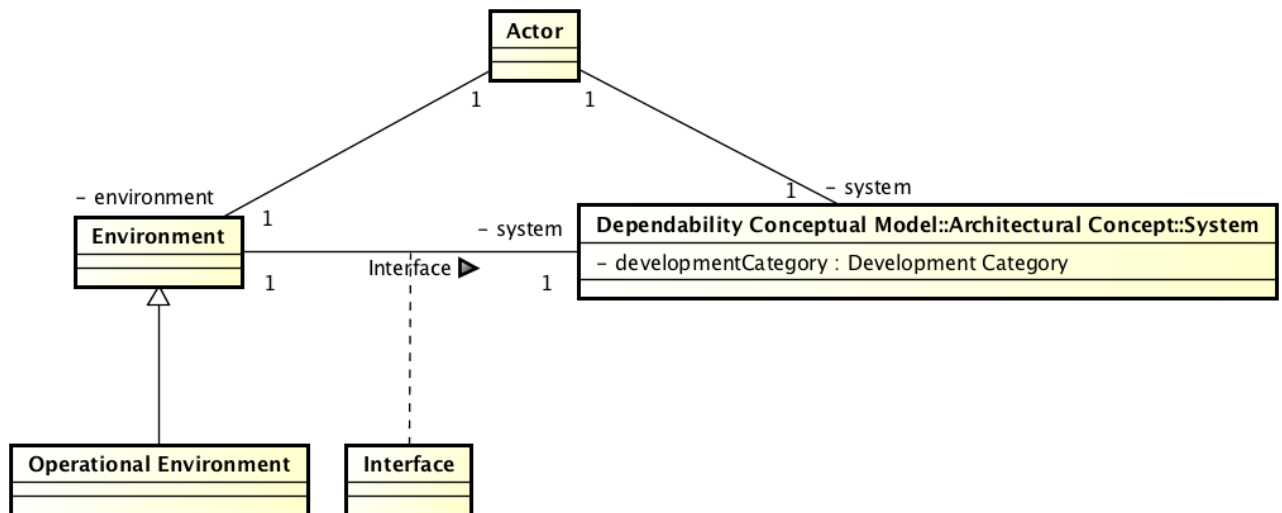 Actor
1
1
- environment
1
1
- system
Environment
- system
Dependability Conceptual Model::Architectural Concept::System
Interface
- developmentCategory : Development Category
1
1
Operational Environment
Interface